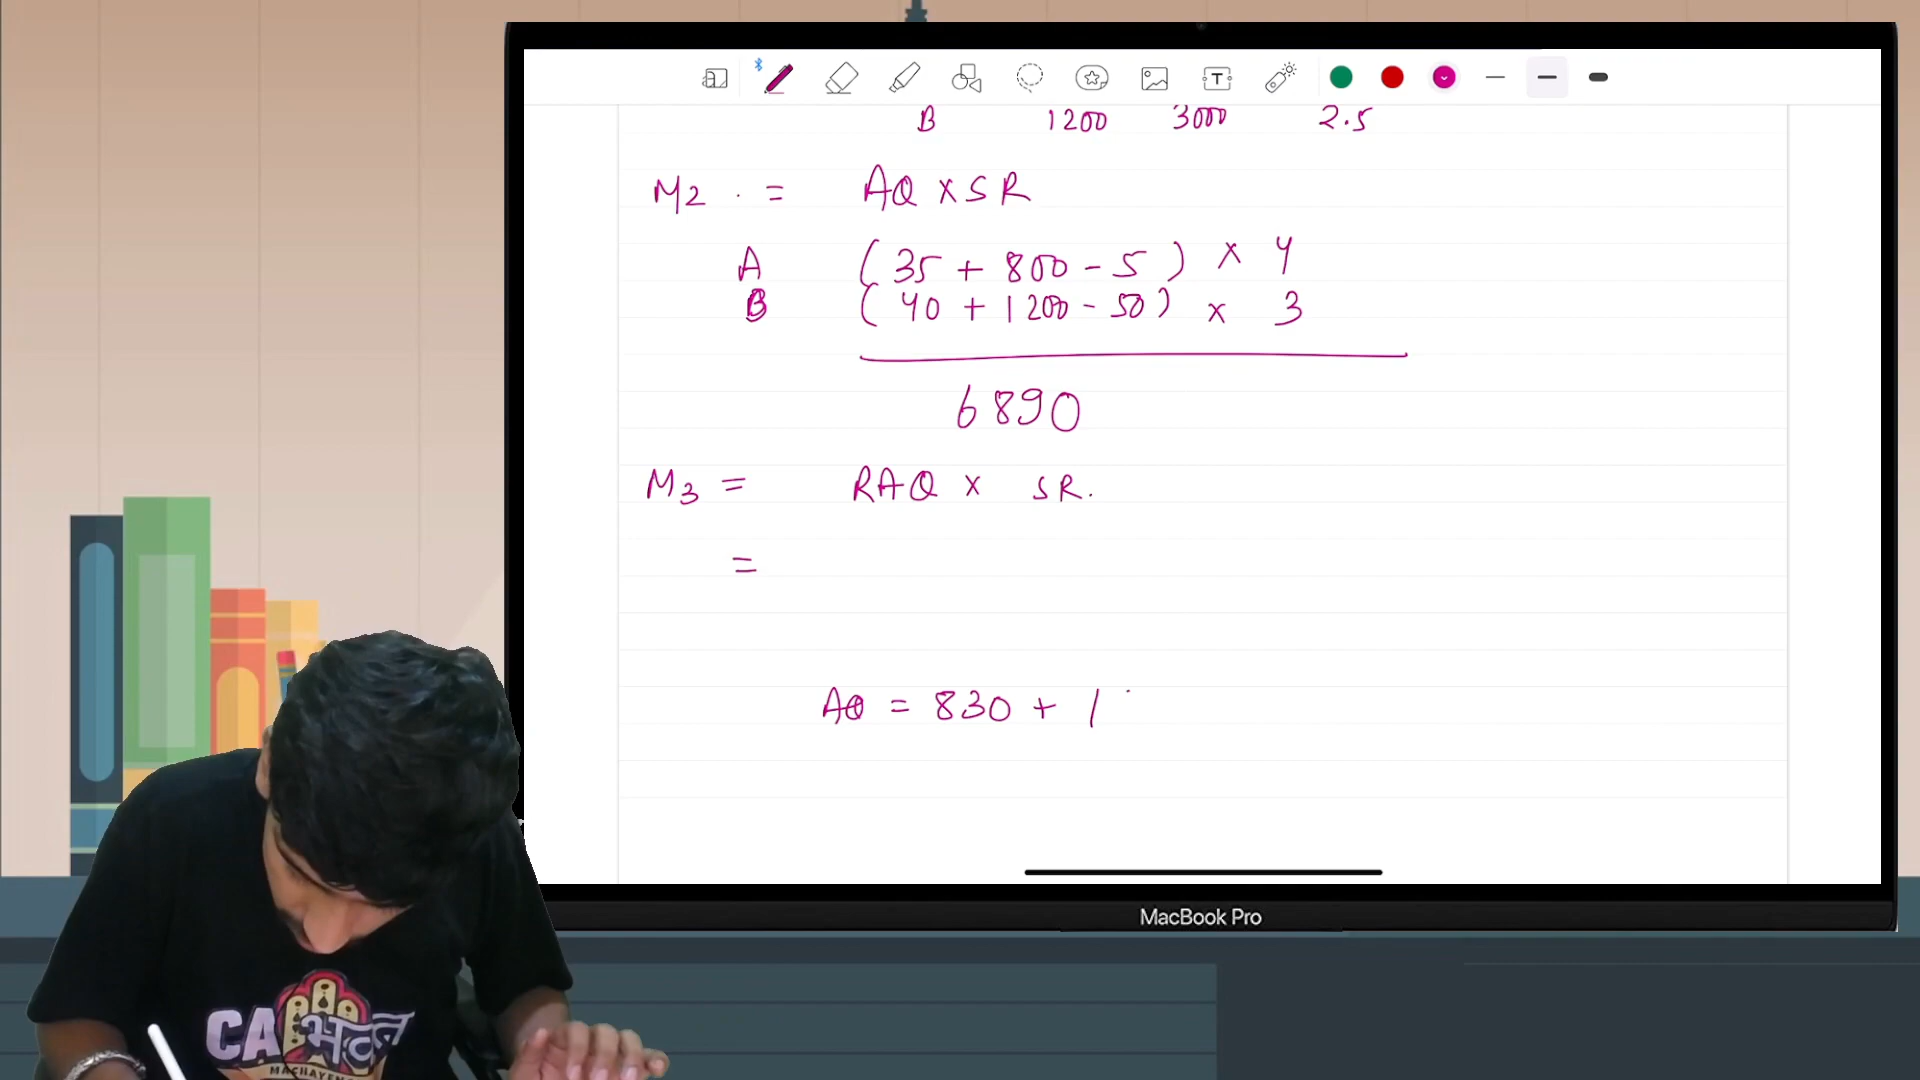 B 1200 3000 2.5
M2 . = AQ x SR
A (35 + 800 - 5) x 4
B (40 + 1200 - 50) x 3
6890
M3 = RAQ x SR.
=
AQ = 830 + 1
MacBook Pro
CA भवन